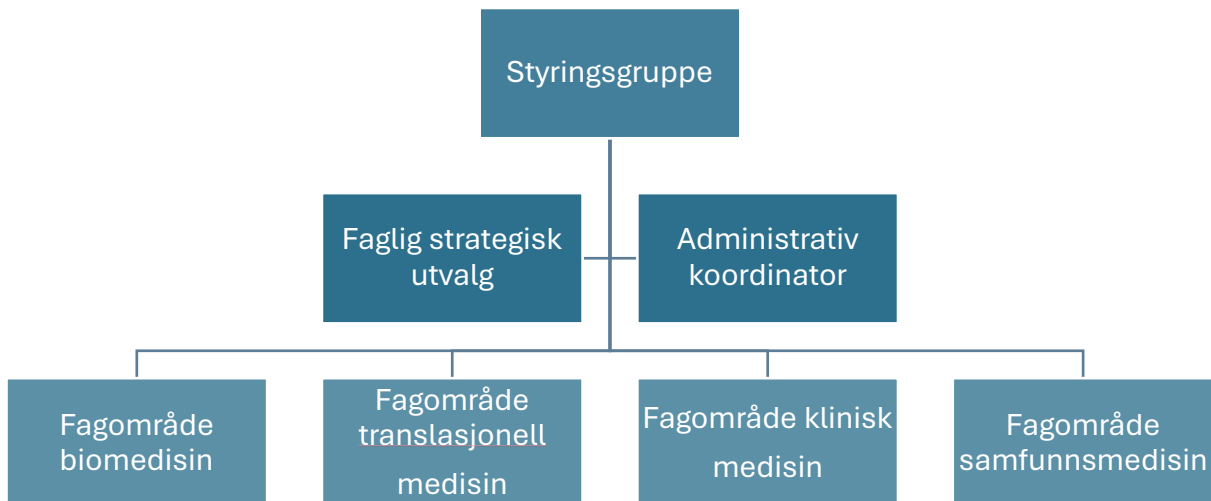 Styringsgruppe
Faglig strategisk
utvalg
Administrativ
koordinator
Fagområde
biomedisin
Fagområde
translasjonell
medisin
Fagområde klinisk
medisin
Fagområde
samfunnsmedisin